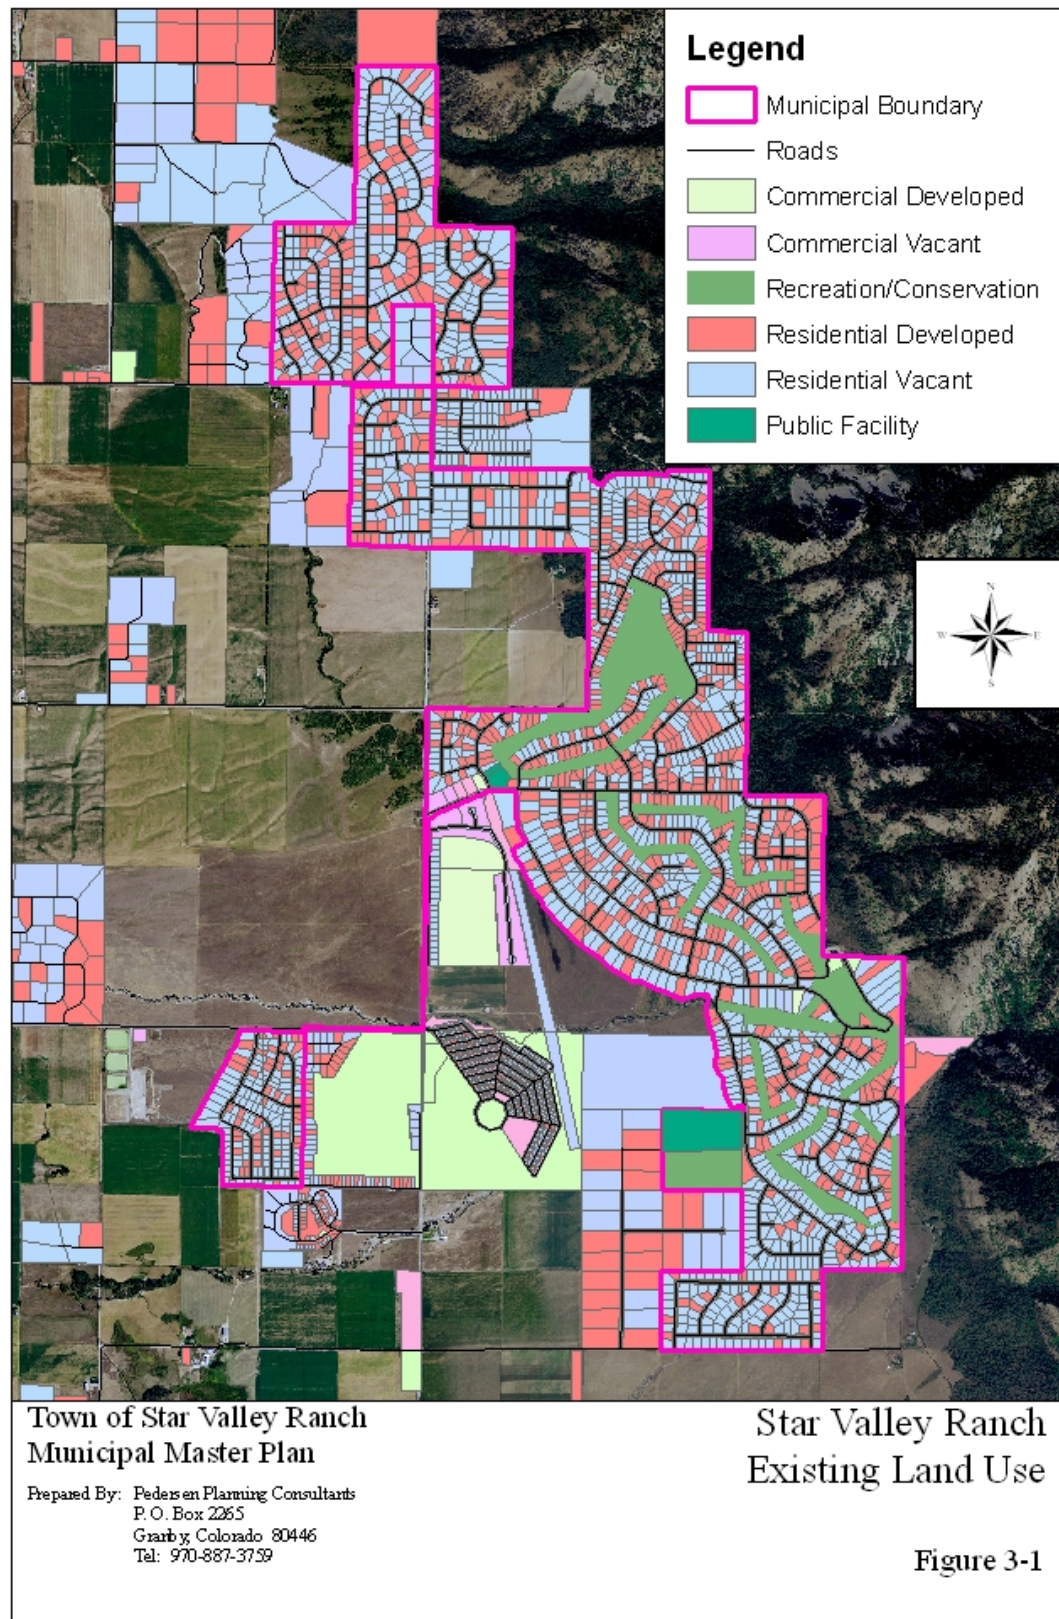 Legend
Municipal Boundary
Roads
Commercial Developed
Commercial Vacant
Recreation/Conservation
Residential Developed
Residential Vacant
Public Facility
N
W E
S
Town of Star Valley Ranch
Municipal Master Plan
Prepared By: Pedersen Planning Consultants
P.O. Box 2265
Granby, Colorado 80446
Tel: 970-887-3759
Star Valley Ranch
Existing Land Use
Figure 3-1